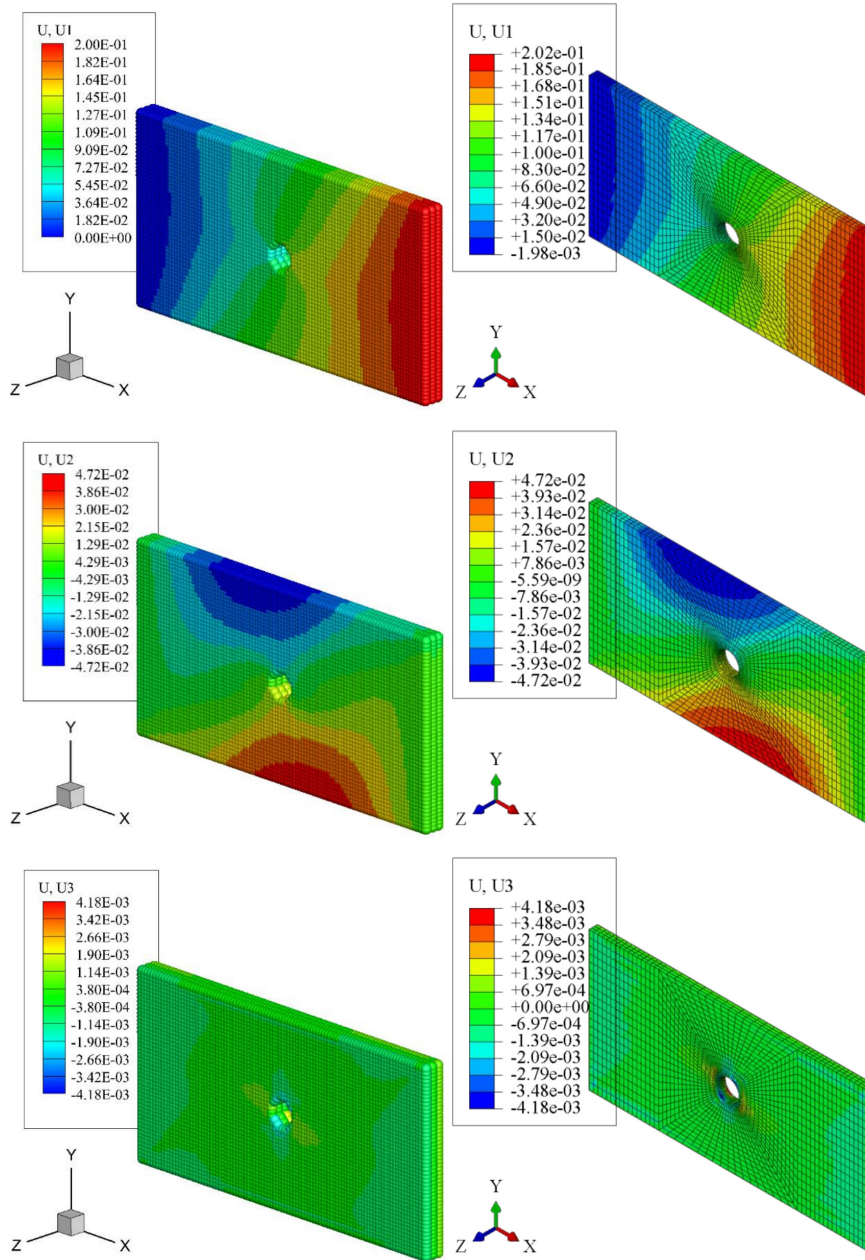 U, U1
2.00E-01
1.82E-01
1.64E-01
1.45E-01
1.27E-01
1.09E-01
9.09E-02
7.27E-02
5.45E-02
3.64E-02
1.82E-02
0.00E+00
Y
Z
X
U, U1
+2.02e-01
+1.85e-01
+1.68e-01
+1.51e-01
+1.34e-01
+1.17e-01
+1.00e-01
+8.30e-02
+6.60e-02
+4.90e-02
+3.20e-02
+1.50e-02
-1.98e-03
Y
Z
X
U, U2
4.72E-02
3.86E-02
3.00E-02
2.15E-02
1.29E-02
4.29E-03
-4.29E-03
-1.29E-02
-2.15E-02
-3.00E-02
-3.86E-02
-4.72E-02
Y
Z
X
U, U2
+4.72e-02
+3.93e-02
+3.14e-02
+2.36e-02
+1.57e-02
+7.86e-03
-5.59e-09
-7.86e-03
-1.57e-02
-2.36e-02
-3.14e-02
-3.93e-02
-4.72e-02
Y
Z
X
U, U3
4.18E-03
3.42E-03
2.66E-03
1.90E-03
1.14E-03
3.80E-04
-3.80E-04
-1.14E-03
-1.90E-03
-2.66E-03
-3.42E-03
-4.18E-03
Y
Z
X
U, U3
+4.18e-03
+3.48e-03
+2.79e-03
+2.09e-03
+1.39e-03
+6.97e-04
+0.00e+00
-6.97e-04
-1.39e-03
-2.09e-03
-2.79e-03
-3.48e-03
-4.18e-03
Y
Z
X